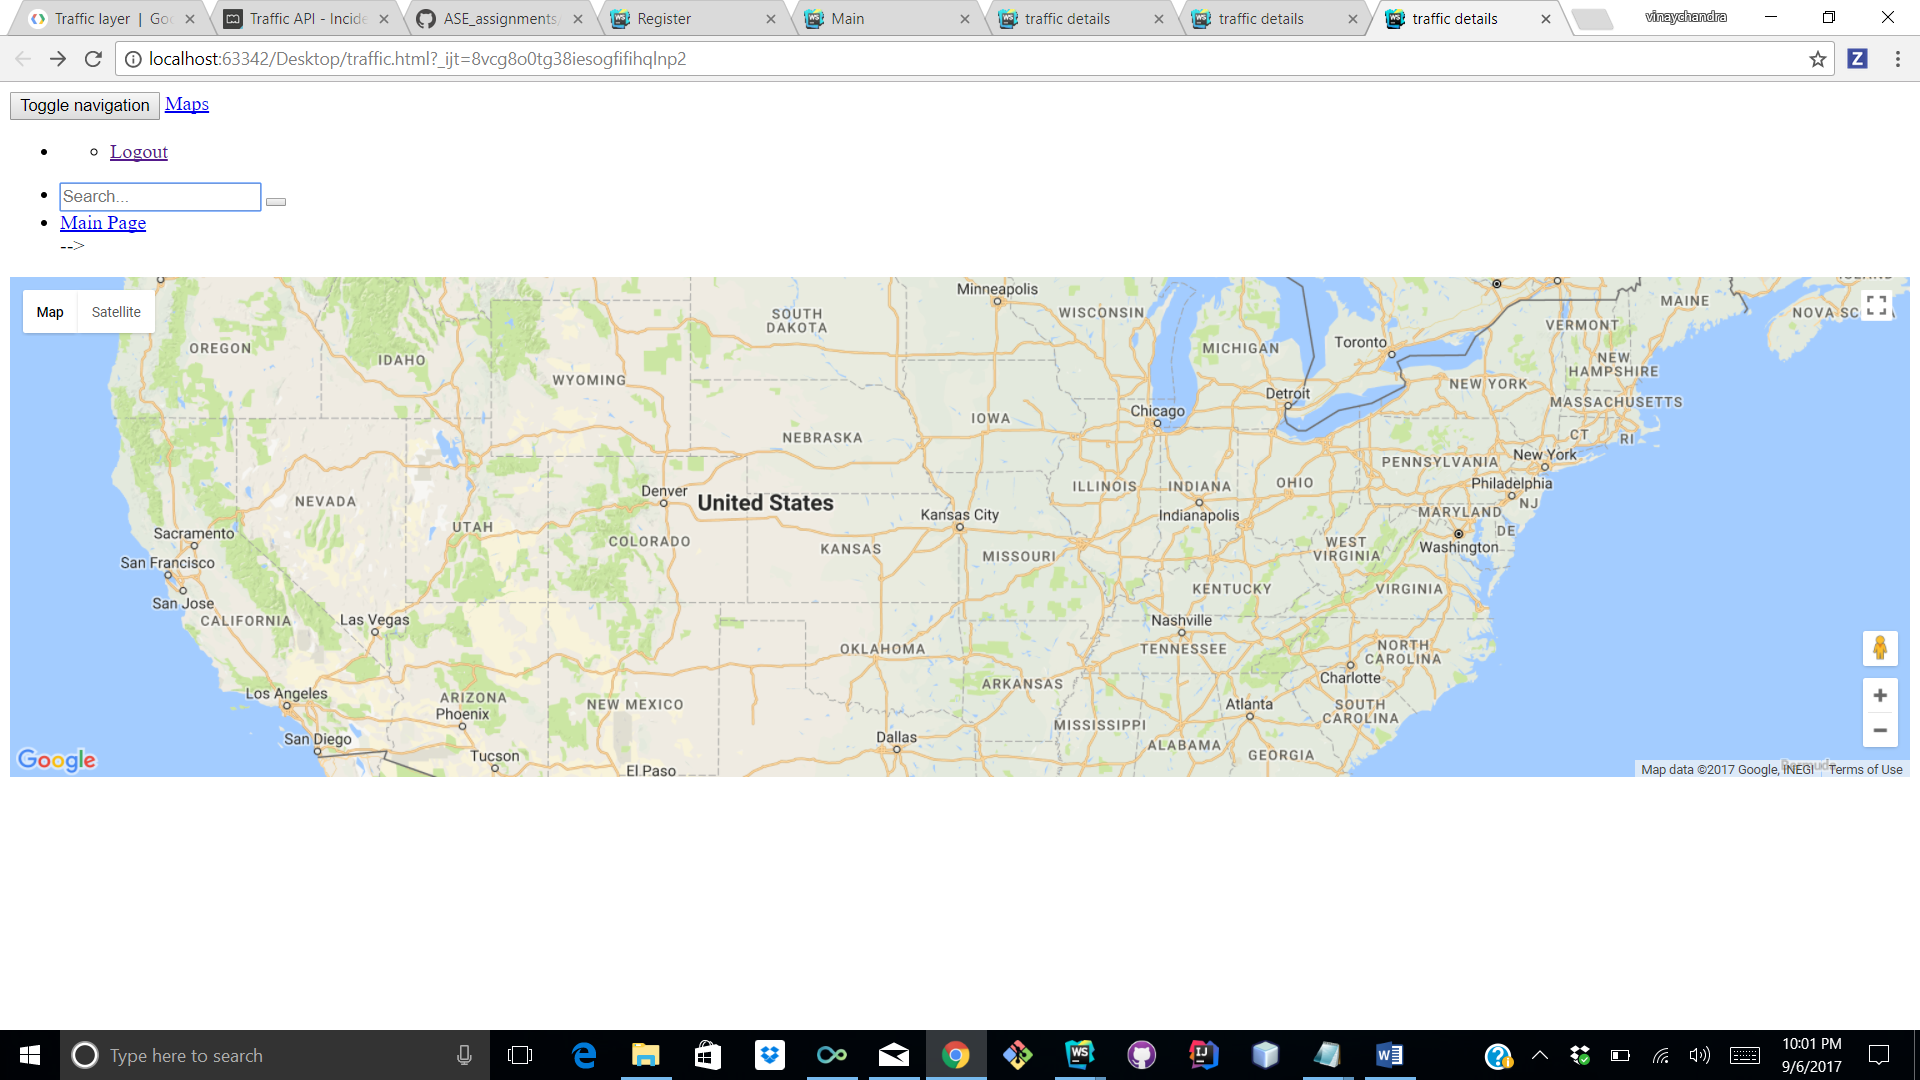 Traffic layer | Goo
Traffic API - Incide
ASE_assignments
Register
Main
traffic details
traffic details
traffic details
vinaychandra
localhost:63342/Desktop/traffic.html?_ijt=8vcg8o0tg38iesogfifihqlnp2
Z
Toggle navigation Maps
Logout
Search...
Main Page
-->
Map Satellite
Minneapolis
SOUTH
DAKOTA
WISCONSIN
MAINE
NOVA SC
VERMONT
OREGON
IDAHO
MICHIGAN
Toronto
NEW
HAMPSHIRE
WYOMING
NEW YORK
Detroit
MASSACHUSETTS
Chicago
IOWA
NEBRASKA
CT
RI
PENNSYLVANIA
New York
NEVADA
Denver
United States
ILLINOIS
INDIANA
OHIO
Philadelphia
NJ
Kansas City
Indianapolis
MARYLAND
Sacramento
UTAH
COLORADO
KANSAS
MISSOURI
WEST
VIRGINIA
DE
Washington
San Francisco
San Jose
KENTUCKY
VIRGINIA
CALIFORNIA
Las Vegas
Nashville
OKLAHOMA
TENNESSEE
NORTH
CAROLINA
Los Angeles
ARIZONA
Phoenix
NEW MEXICO
ARKANSAS
Charlotte
Atlanta
SOUTH
CAROLINA
San Diego
Dallas
MISSISSIPPI
ALABAMA
GEORGIA
Tucson
El Paso
Google
Map data ©2017 Google, INEGI Terms of Use
Type here to search
WS
IJ
10:01 PM
9/6/2017